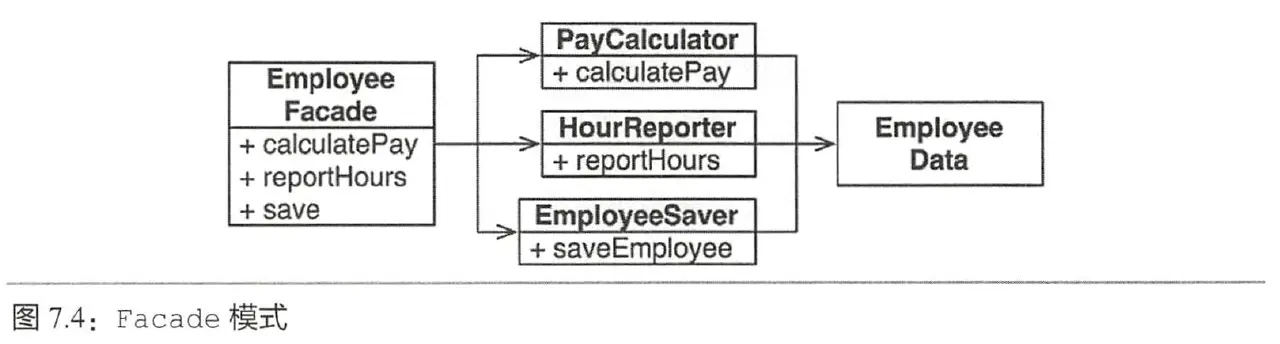 Employee
Facade
+ calculatePay
+ reportHours
+ save
PayCalculator
+ calculatePay
HourReporter
+ reportHours
EmployeeSaver
+ saveEmployee
Employee
Data
图 7.4：Facade 模式